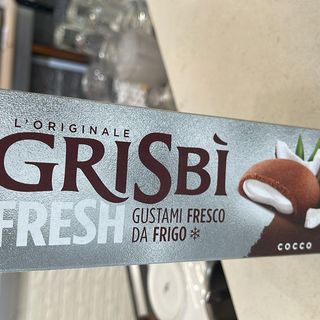 L'ORIGINALE
GRISBÌ
FRESH
GUSTAMI FRESCO
DA FRIGO
COCCO